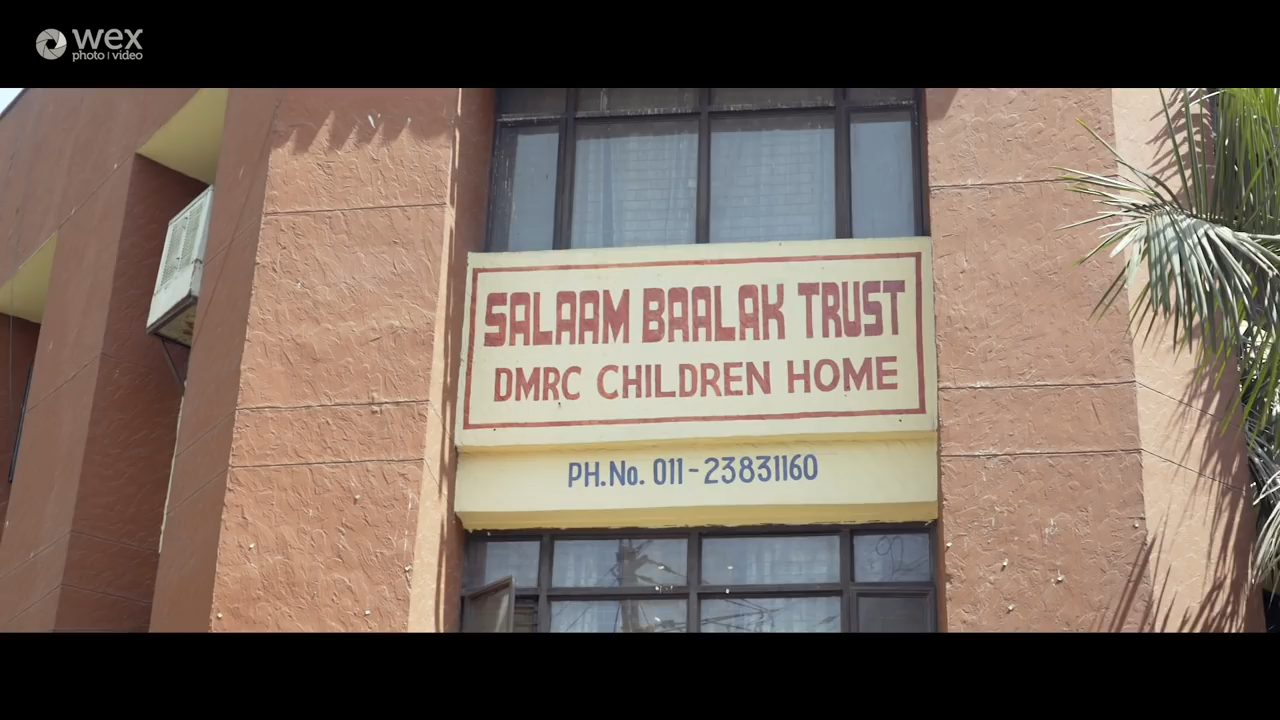 wex
photo | video
SALAAM BAALAK TRUST
DMRC CHILDREN HOME
PH.No. 011-23831160